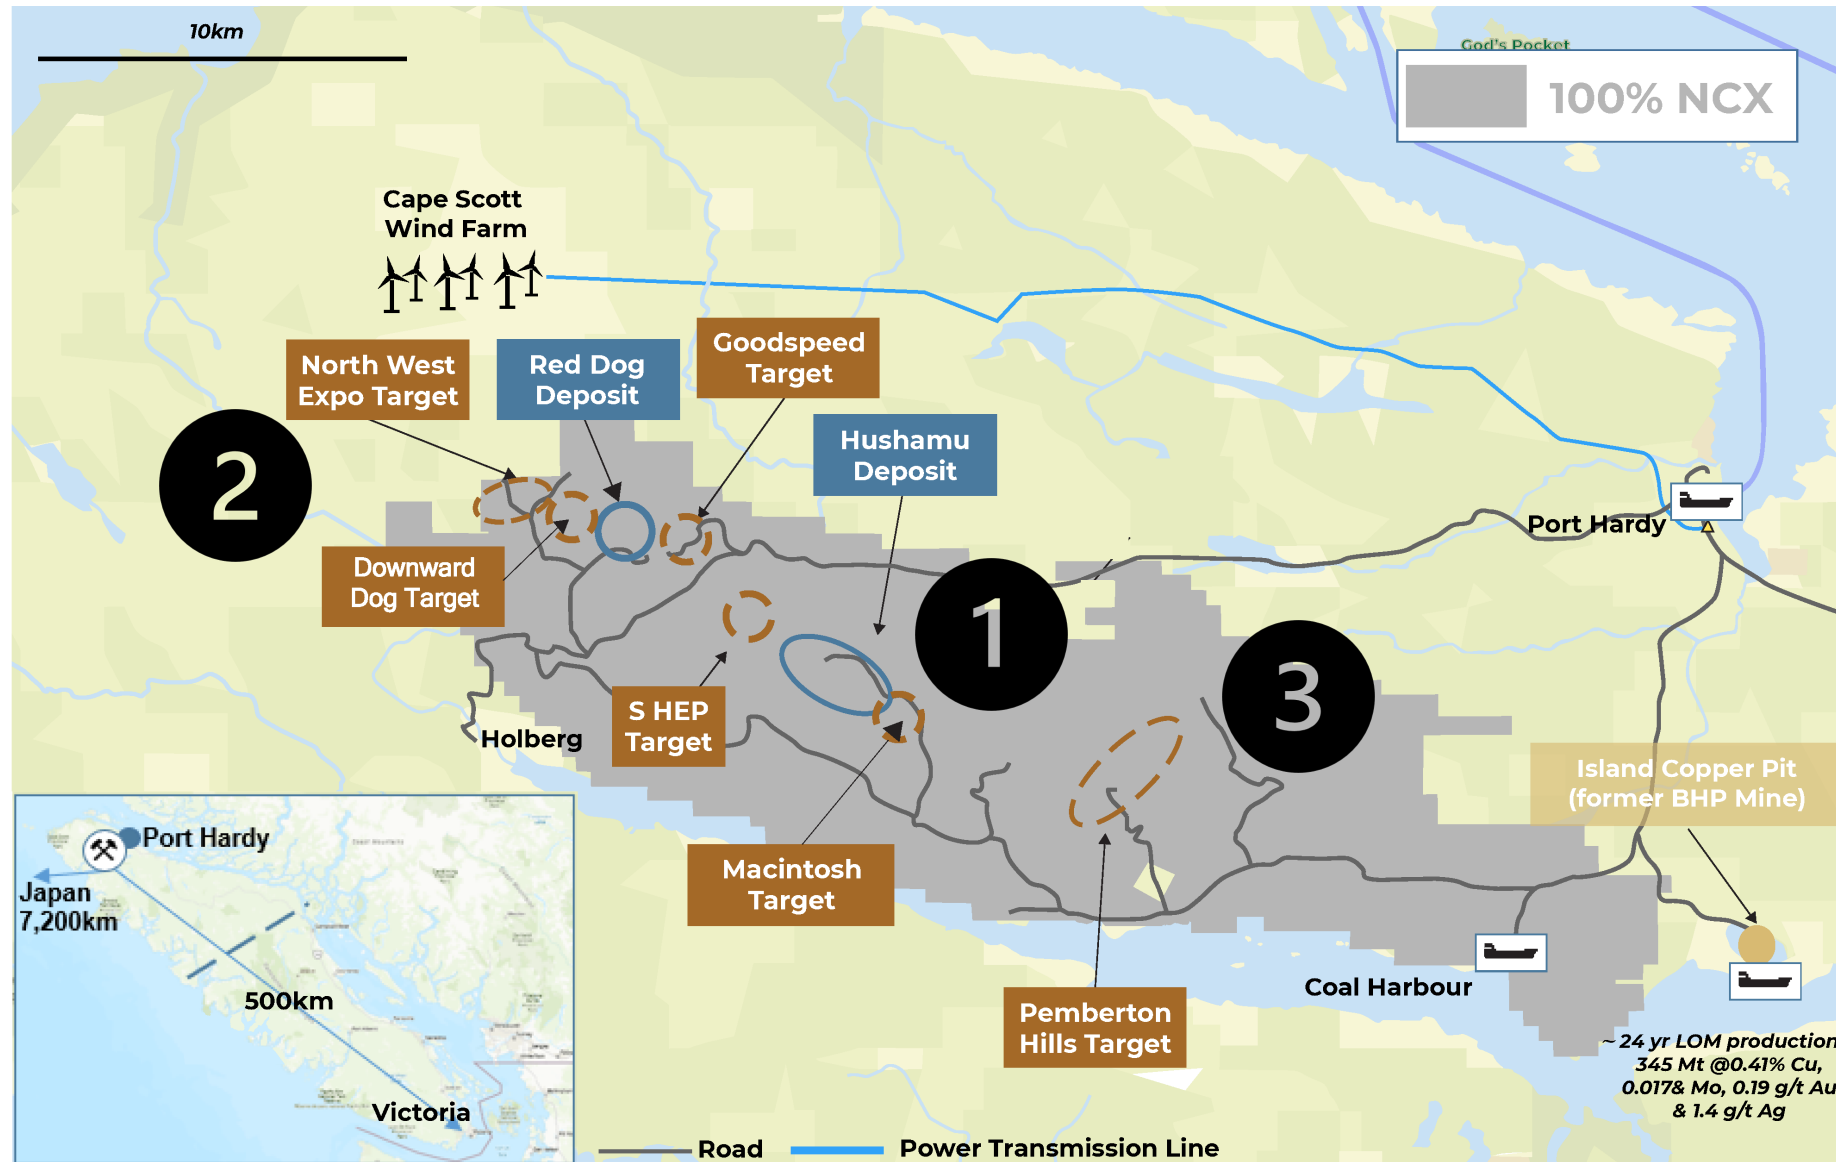 10km
God's Pocket
100% NCX
Cape Scott
Wind Farm
North West
Expo Target
Red Dog
Deposit
Goodspeed
Target
Hushamu
Deposit
2
Downward
Dog Target
Port Hardy
1
3
S HEP
Target
Holberg
Island Copper Pit
(former BHP Mine)
Macintosh
Target
Port Hardy
Japan
7,200km
500km
Victoria
Coal Harbour
Pemberton
Hills Target
~ 24 yr LOM production
345 Mt @0.41% Cu,
0.017& Mo, 0.19 g/t Au
& 1.4 g/t Ag
Road
Power Transmission Line